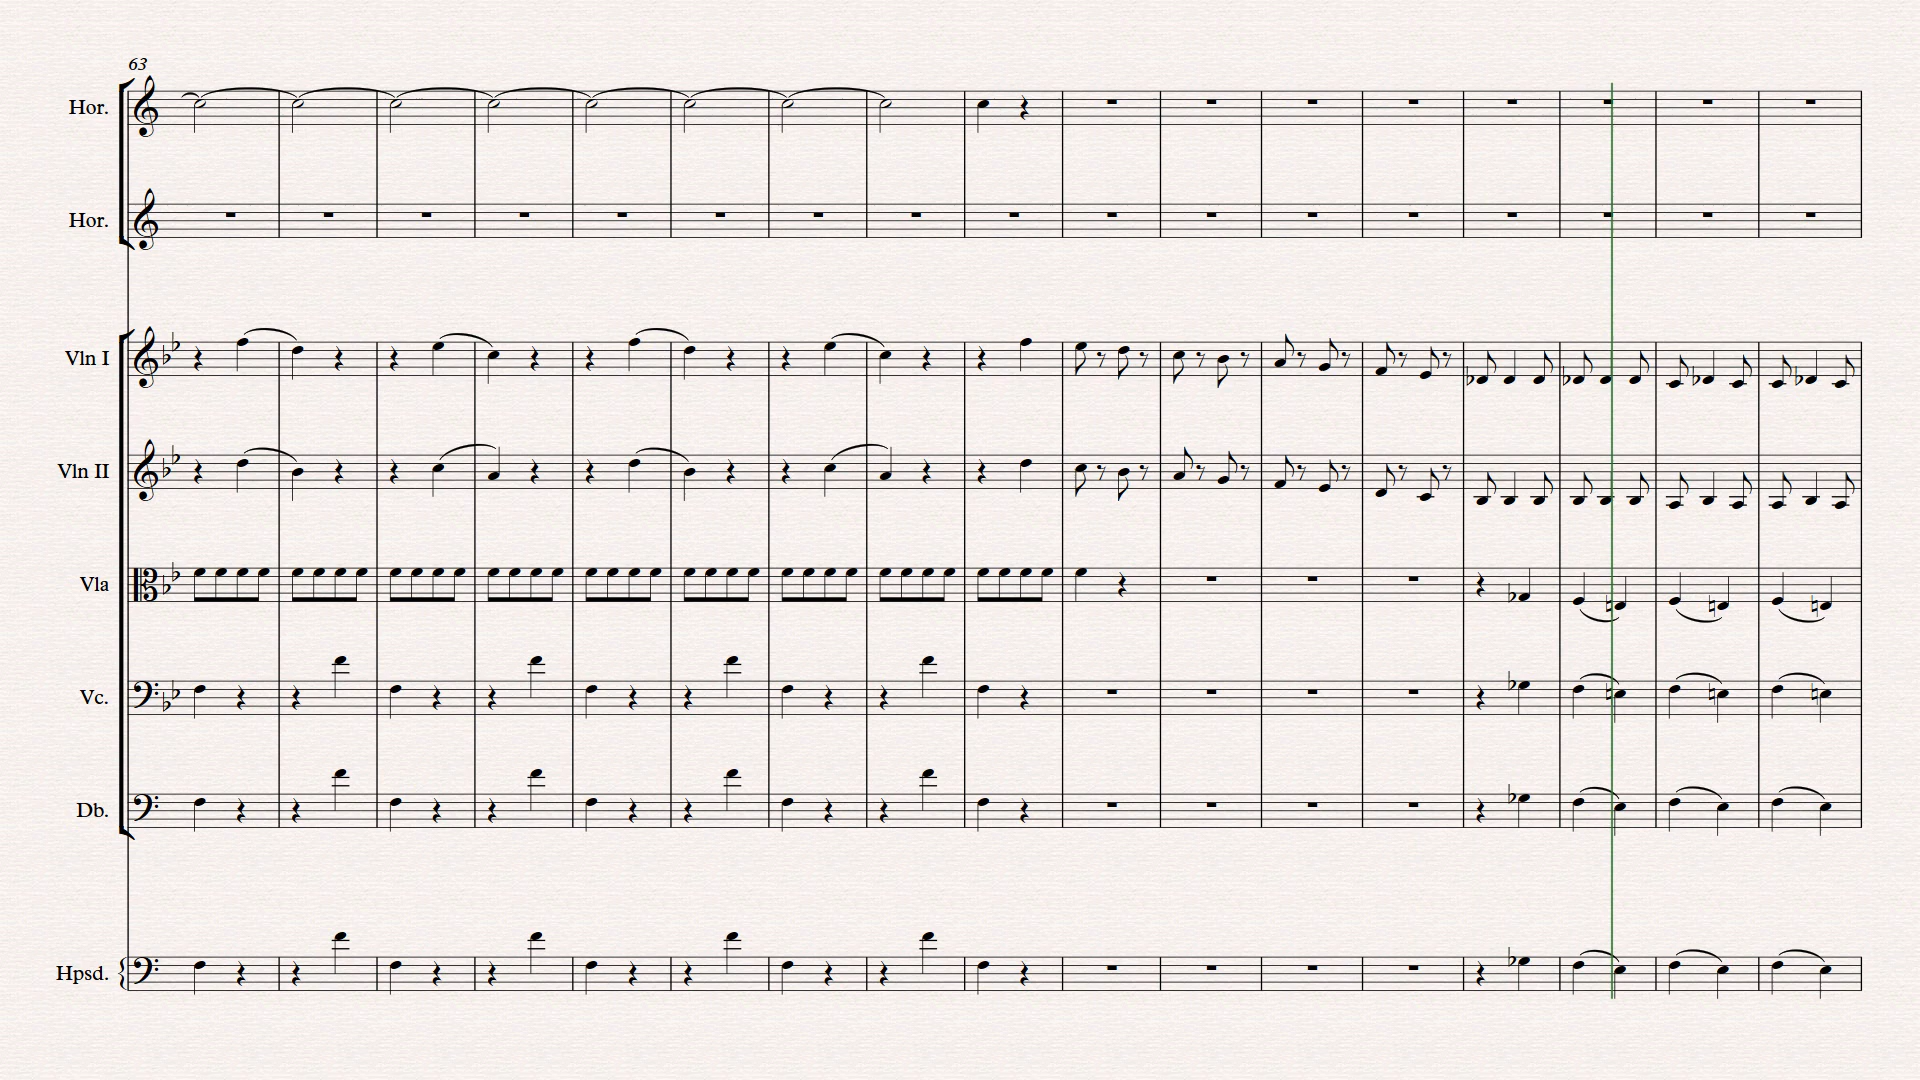 63
Hor.
Hor.
Vln I
Vln II
Vla
Vc.
Db.
Hpsd.